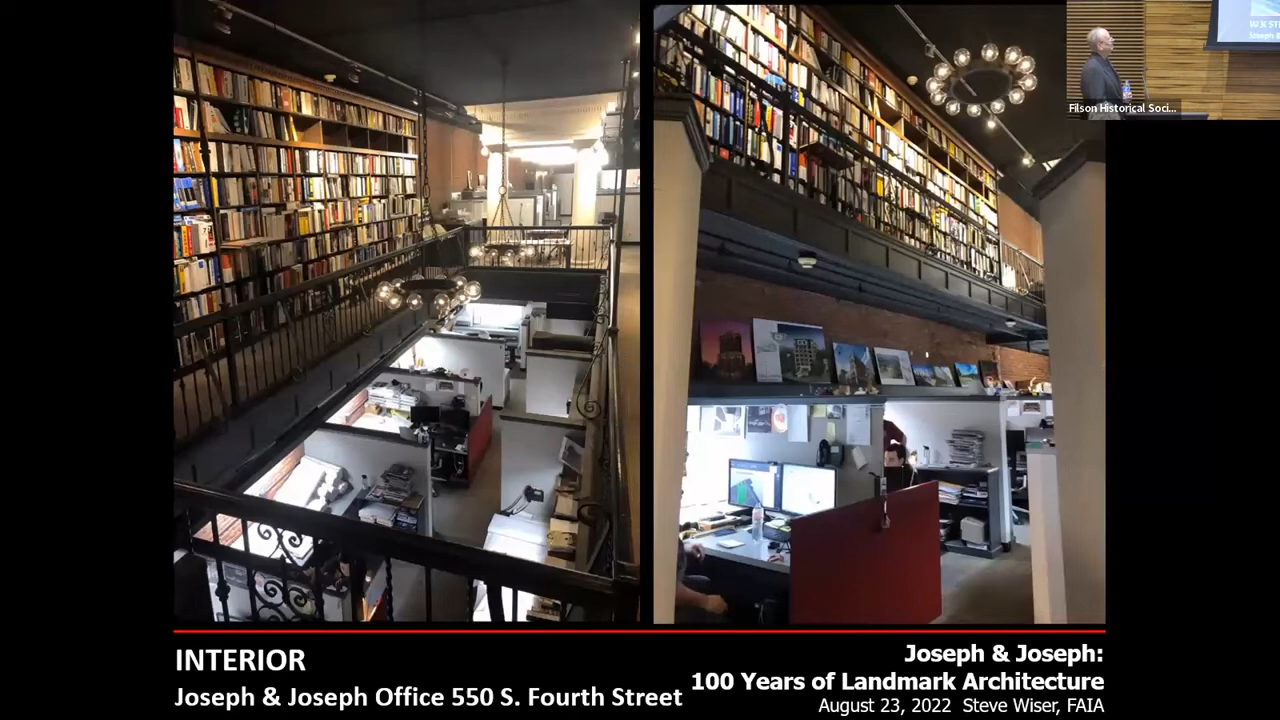 Filson Historical Soci...
INTERIOR
Joseph & Joseph Office 550 S. Fourth Street
Joseph & Joseph:
100 Years of Landmark Architecture
August 23, 2022 Steve Wiser, FAIA